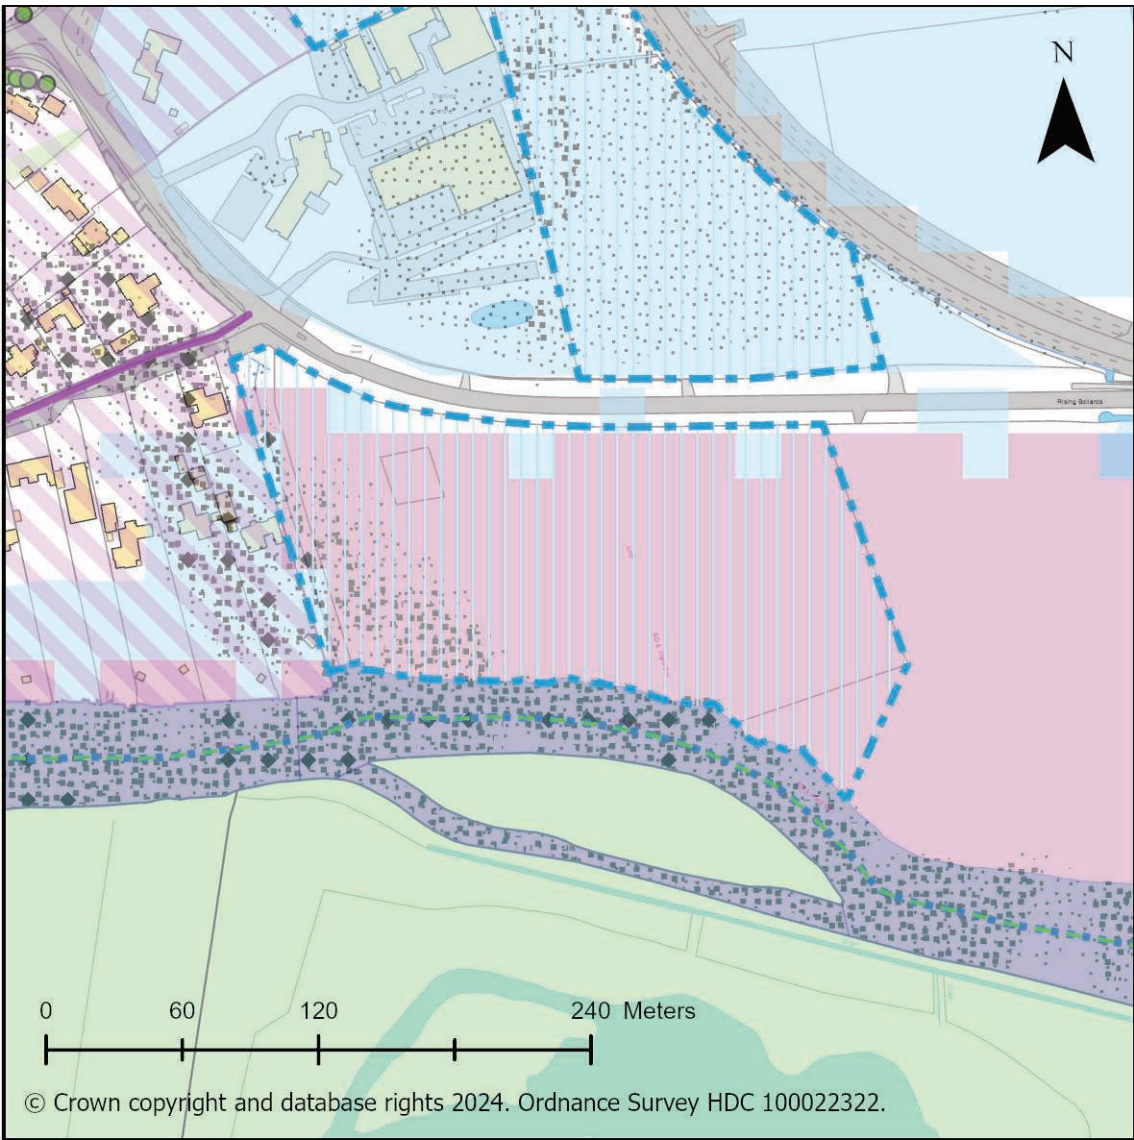 N
Rising Bollards
0 60 120 240 Meters
© Crown copyright and database rights 2024. Ordnance Survey HDC 100022322.